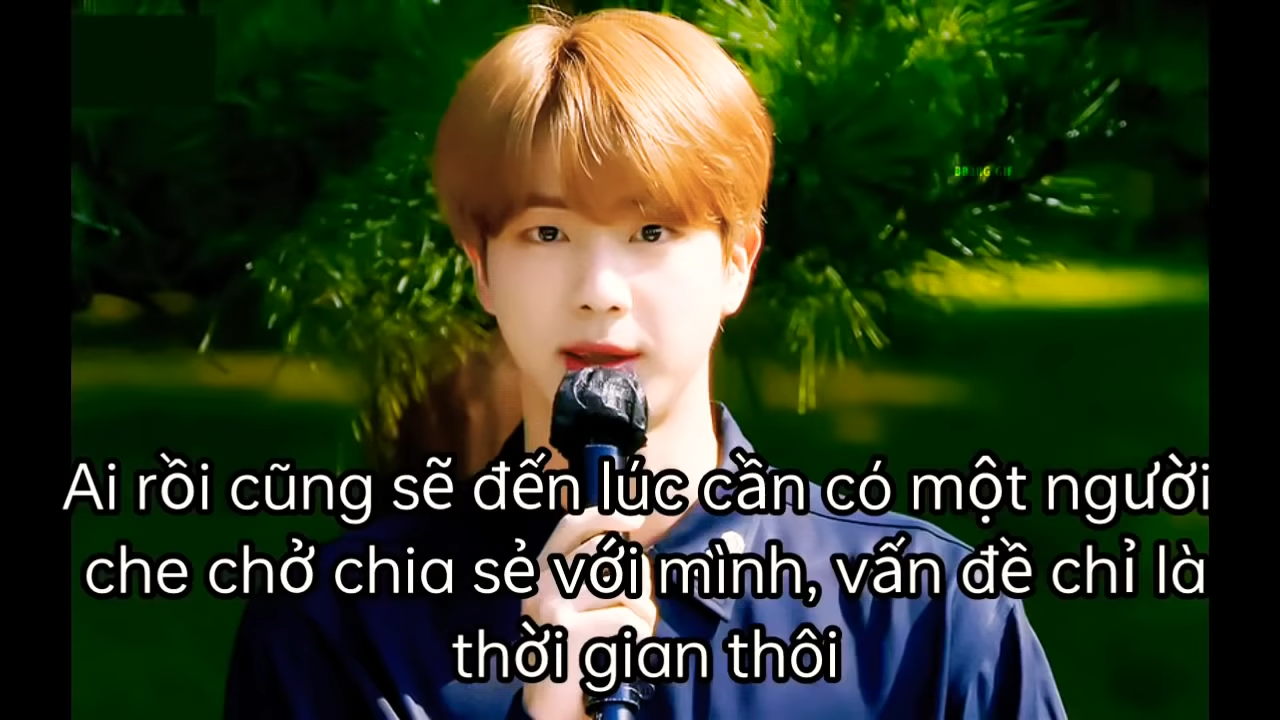 Ai rồi cũng sẽ đến lúc cần có một người
che chở chia sẻ với mình, vấn đề chỉ là
thời gian thôi